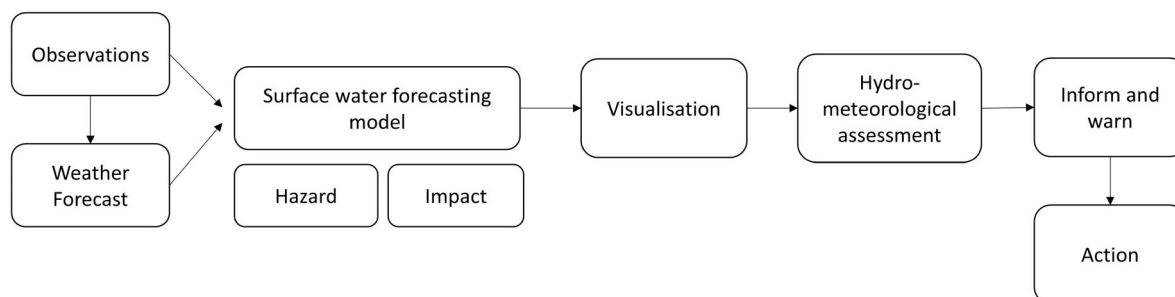 Observations
Weather
Forecast
Surface water forecasting
model
Hazard
Impact
Visualisation
Hydro-
meteorological
assessment
Inform and
warn
Action